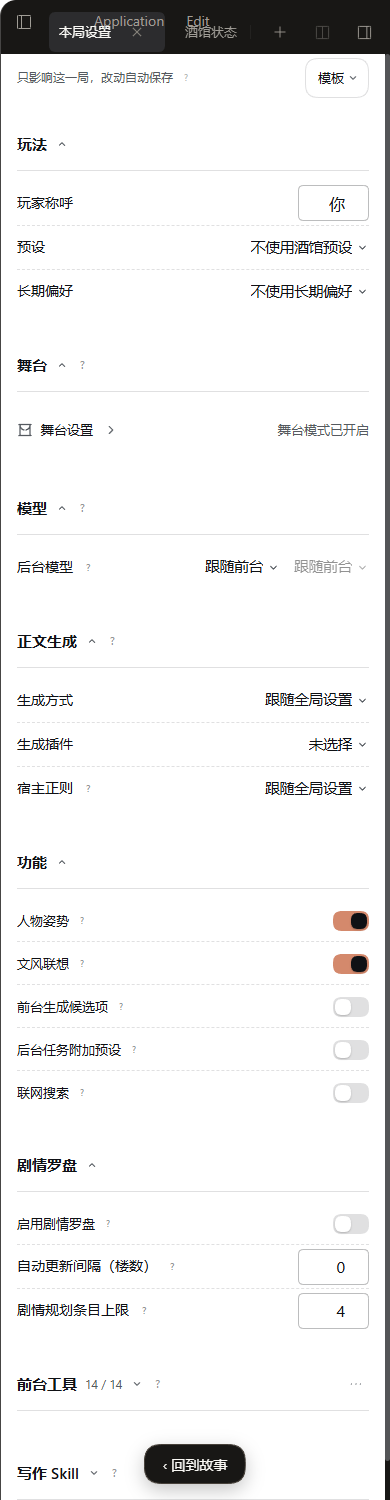 Application Edit
本局设置 酒馆状态
只影响这一局，改动自动保存 ? 模板
玩法
玩家称呼 你
预设 不使用酒馆预设
长期偏好 不使用长期偏好
舞台 ?
舞台设置 舞台模式已开启
模型 ?
后台模型 ? 跟随前台 跟随前台
正文生成 ?
生成方式 跟随全局设置
生成插件 未选择
宿主正则 ? 跟随全局设置
功能
人物姿势 ?
文风联想 ?
前台生成候选项 ?
后台任务附加预设 ?
联网搜索 ?
剧情罗盘
启用剧情罗盘 ?
自动更新间隔（楼数） ? 0
剧情规划条目上限 ? 4
前台工具 14 / 14 ? ···
写作 Skill ?
‹ 回到故事